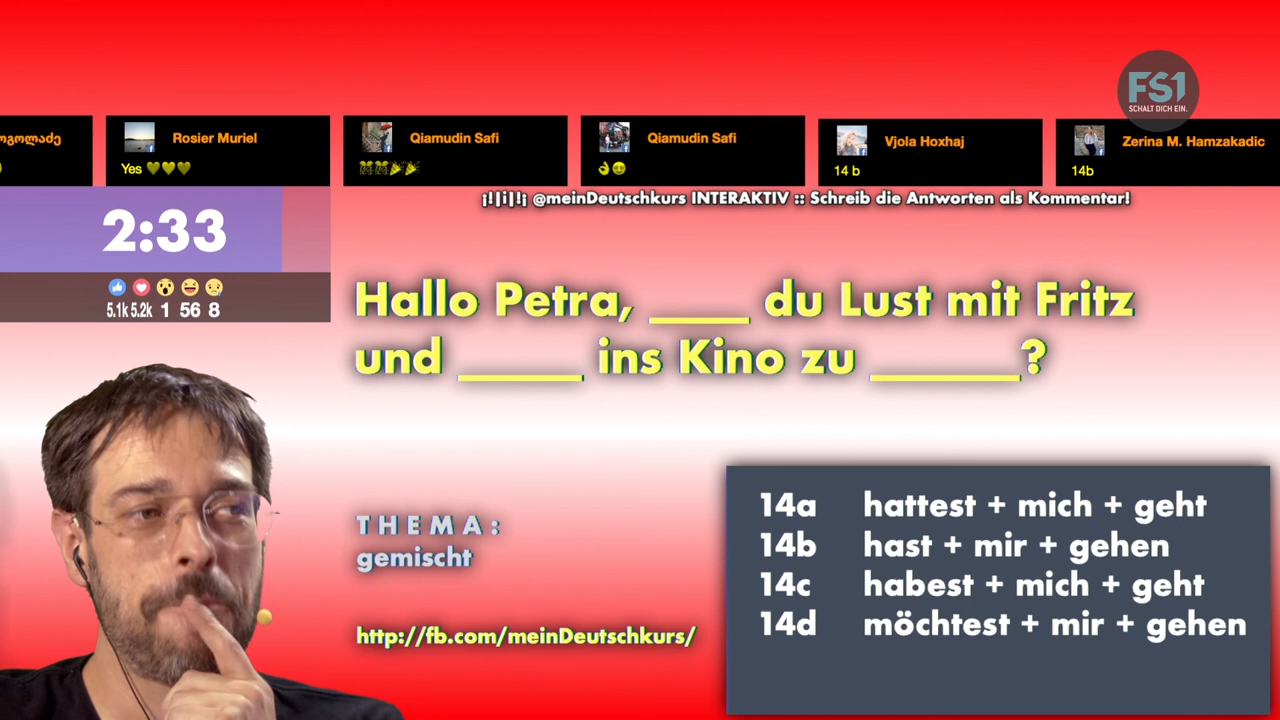 FS1
SCHALT DICH EIN.
ოგოლაძე
Rosier Muriel
Yes
Qiamudin Safi
Qiamudin Safi
Vjola Hoxhaj
14 b
Zerina M. Hamzakadic
14b
¡!|i|!¡ @meinDeutschkurs INTERAKTIV :: Schreib die Antworten als Kommentar!
2:33
5.1k 5.2k 1 56 8
Hallo Petra, ____ du Lust mit Fritz
und _____ ins Kino zu ______?
THEMA:
gemischt
http://fb.com/meinDeutschkurs/
14a hattest + mich + geht
14b hast + mir + gehen
14c habest + mich + geht
14d möchtest + mir + gehen